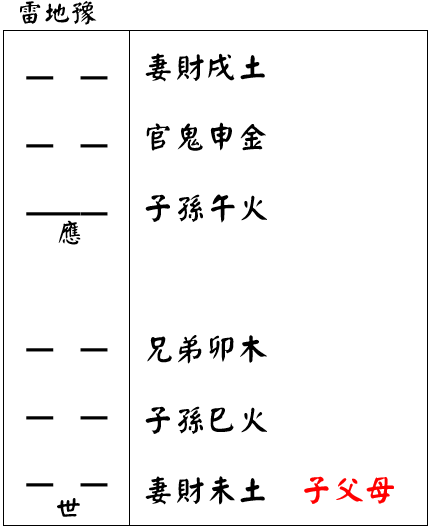 雷地豫
妻財戌土
官鬼申金
子孫午火
應
兄弟卯木
子孫巳火
妻財未土 子父母
世